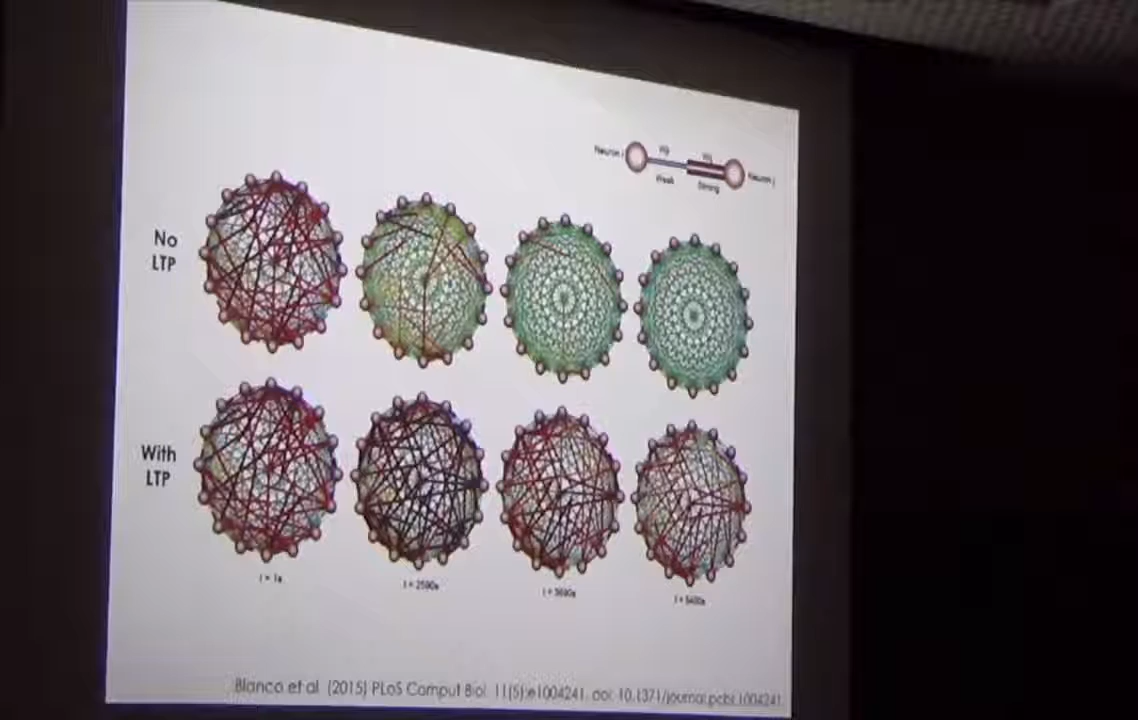 Neuron i
Weak
Strong
Neuron j
No
LTP
With
LTP
Blanco et al. (2015) PLoS Comput Biol. 11(5):e1004241. doi: 10.1371/journal.pcbi.1004241